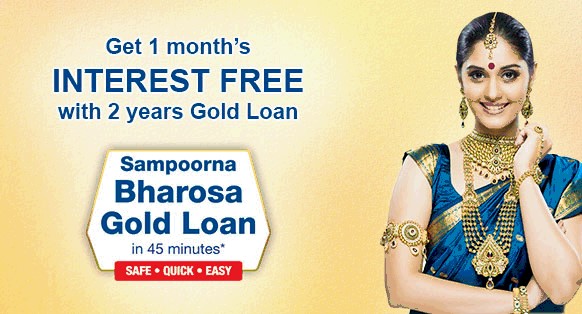 Get 1 month’s
INTEREST FREE
with 2 years Gold Loan
Sampoorna
Bharosa
Gold Loan
in 45 minutes*
SAFE • QUICK • EASY